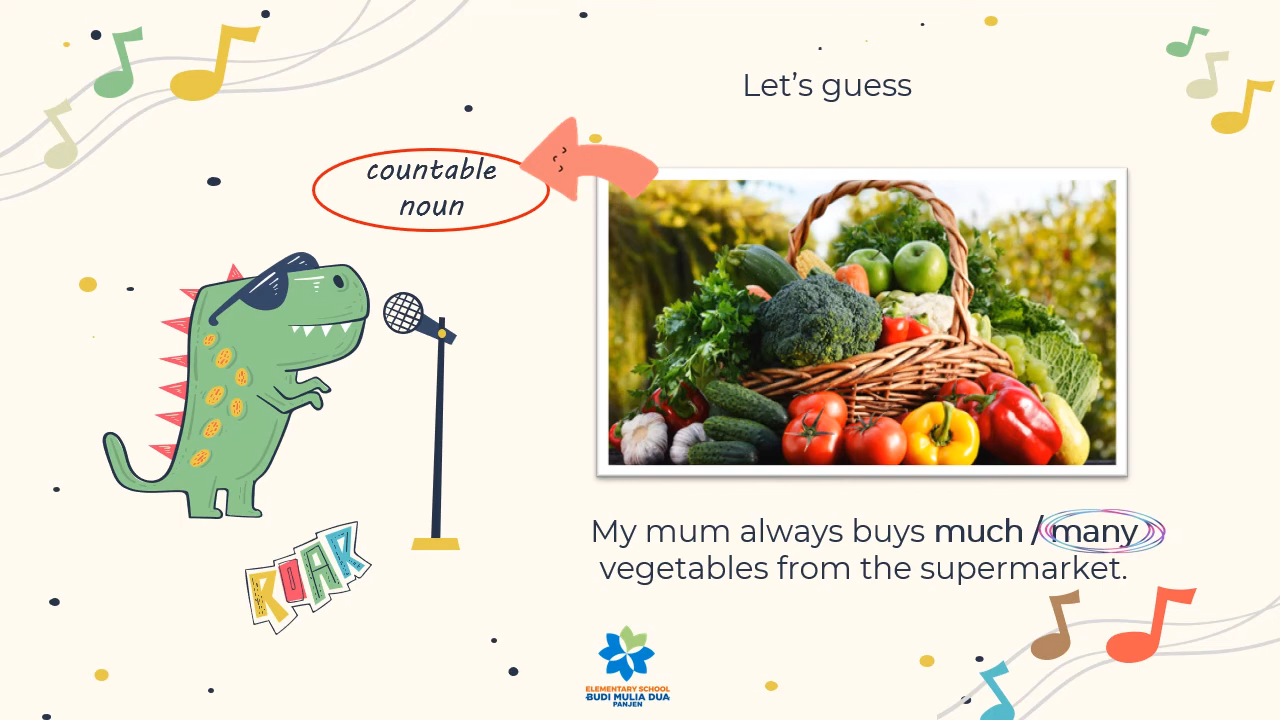 Let's guess
countable
noun
My mum always buys much / many
vegetables from the supermarket.
ROAR
ELEMENTARY SCHOOL
BUDI MULIA DUA
PANJEN